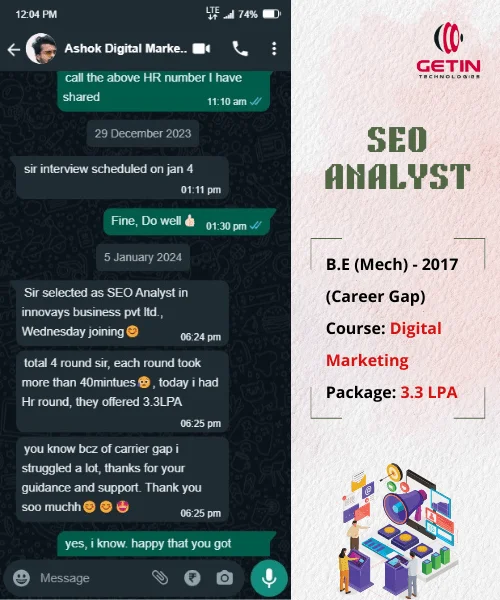 12:04 PM
LTE
74%
Ashok Digital Marke..
call the above HR number I have
shared
11:10 am
29 December 2023
sir interview scheduled on jan 4
01:11 pm
Fine, Do well👍🏻
01:30 pm
5 January 2024
Sir selected as SEO Analyst in
innovays business pvt ltd.,
Wednesday joining😊
06:24 pm
total 4 round sir, each round took
more than 40mintues🥺, today i had
Hr round, they offered 3.3LPA
06:25 pm
you know bcz of carrier gap i
struggled a lot, thanks for your
guidance and support. Thank you
soo muchh😊😊🤩
06:25 pm
yes, i know. happy that you got
Message
GETIN
TECHNOLOGIES
SEO
ANALYST
B.E (Mech) - 2017
(Career Gap)
Course: Digital
Marketing
Package: 3.3 LPA